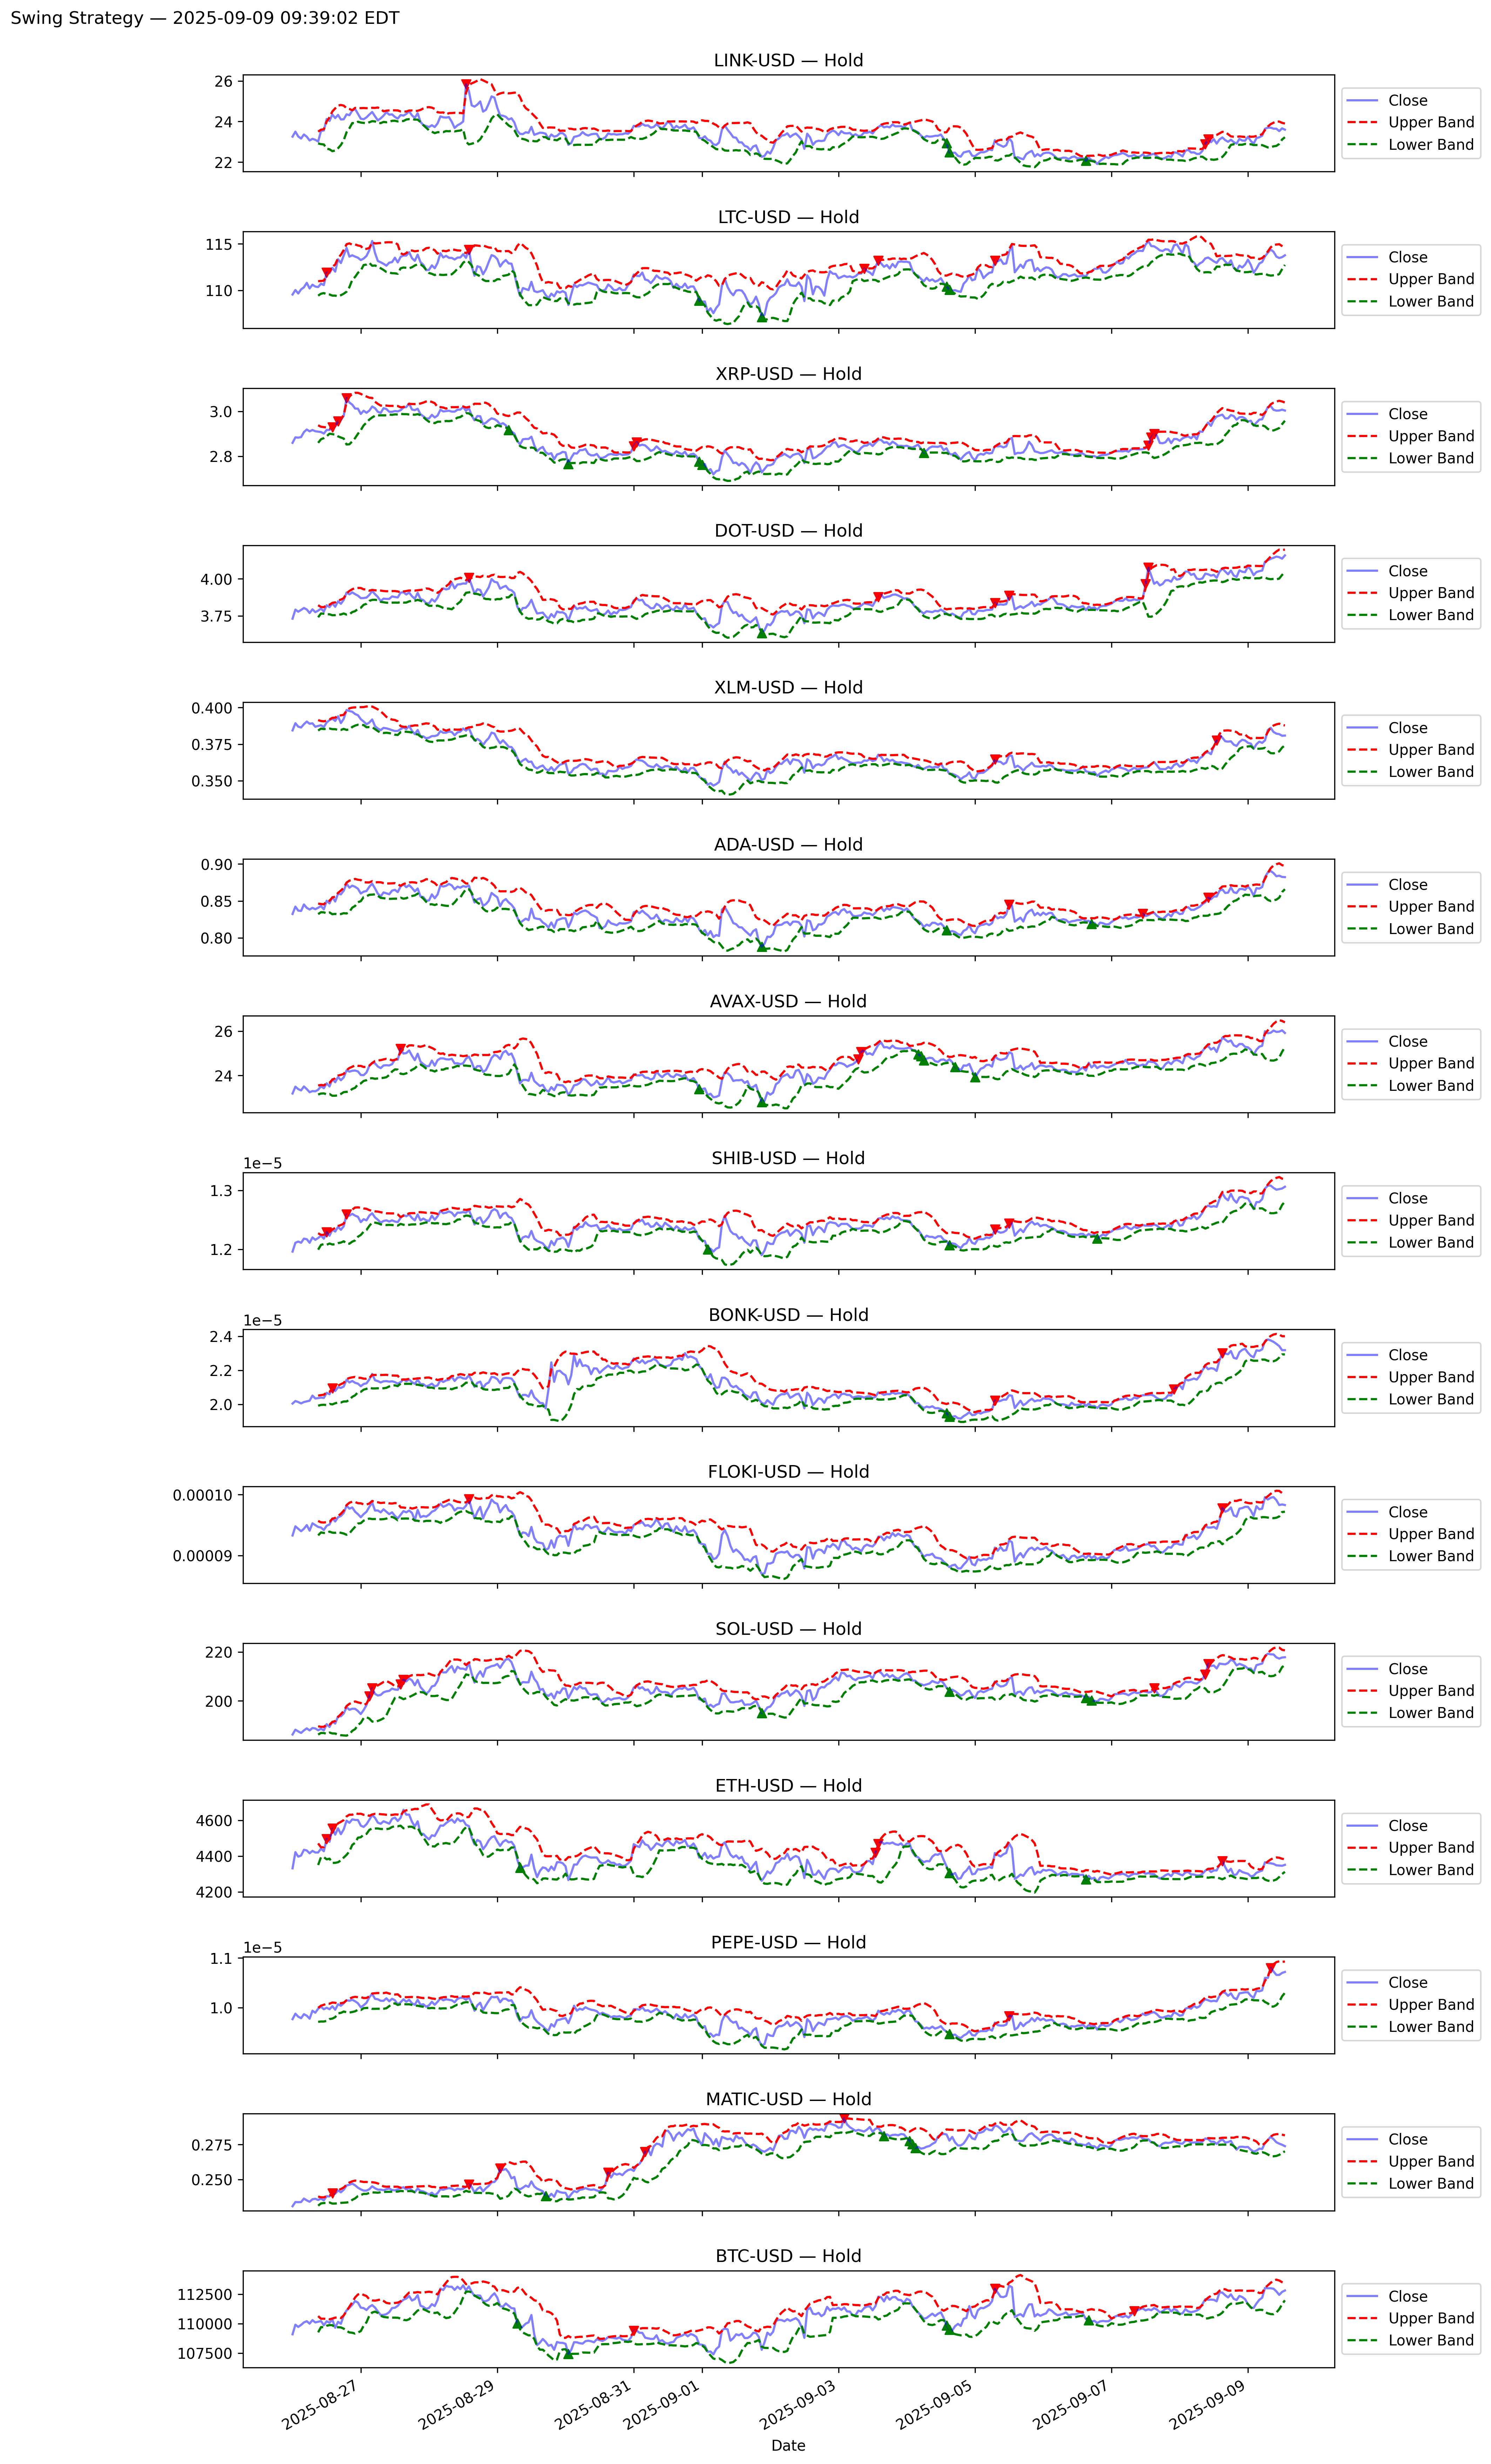 Swing Strategy — 2025-09-09 09:39:02 EDT
LINK-USD — Hold
26
24
22
Close
Upper Band
Lower Band
LTC-USD — Hold
115
110
Close
Upper Band
Lower Band
XRP-USD — Hold
3.0
2.8
Close
Upper Band
Lower Band
DOT-USD — Hold
4.00
3.75
Close
Upper Band
Lower Band
XLM-USD — Hold
0.400
0.375
0.350
Close
Upper Band
Lower Band
ADA-USD — Hold
0.90
0.85
0.80
Close
Upper Band
Lower Band
AVAX-USD — Hold
26
24
Close
Upper Band
Lower Band
SHIB-USD — Hold
1e−5
1.3
1.2
Close
Upper Band
Lower Band
BONK-USD — Hold
1e−5
2.4
2.2
2.0
Close
Upper Band
Lower Band
FLOKI-USD — Hold
0.00010
0.00009
Close
Upper Band
Lower Band
SOL-USD — Hold
220
200
Close
Upper Band
Lower Band
ETH-USD — Hold
4600
4400
4200
Close
Upper Band
Lower Band
PEPE-USD — Hold
1e−5
1.1
1.0
Close
Upper Band
Lower Band
MATIC-USD — Hold
0.275
0.250
Close
Upper Band
Lower Band
BTC-USD — Hold
112500
110000
107500
Close
Upper Band
Lower Band
2025-08-27
2025-08-29
2025-08-31
2025-09-01
2025-09-03
2025-09-05
2025-09-07
2025-09-09
Date